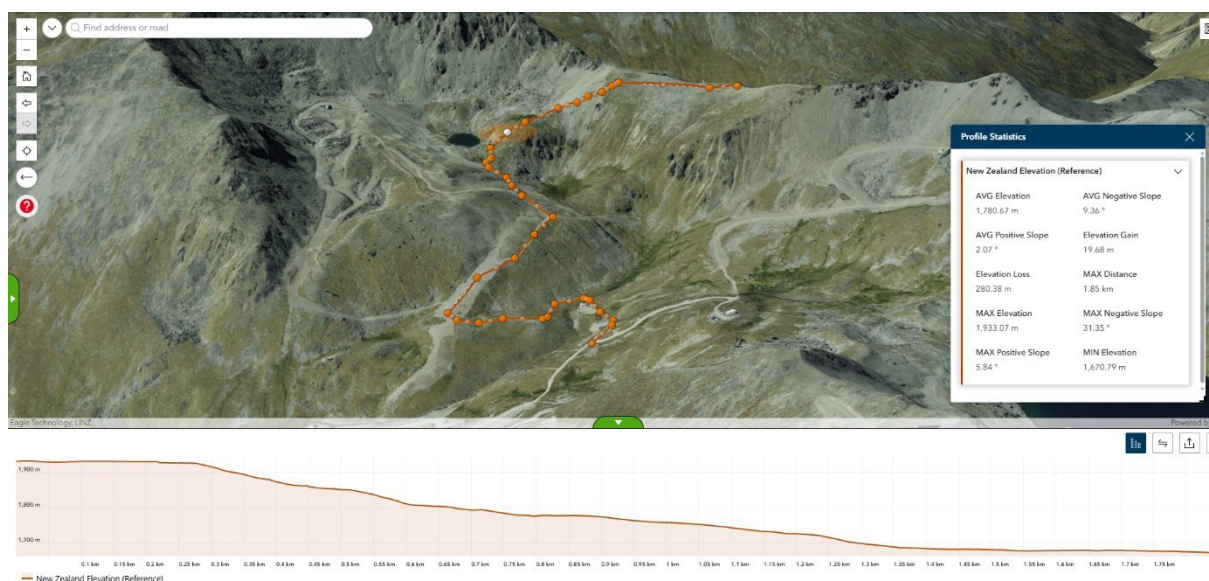 +
Find address or road
−
?
Profile Statistics
New Zealand Elevation (Reference)
AVG Elevation
1,780.67 m
AVG Negative Slope
9.36 °
AVG Positive Slope
2.07 °
Elevation Gain
19.68 m
Elevation Loss
280.38 m
MAX Distance
1.85 km
MAX Elevation
1,933.07 m
MAX Negative Slope
31.35 °
MAX Positive Slope
5.84 °
MIN Elevation
1,670.79 m
Eagle Technology, LINZ
Powered b
1,900 m
1,800 m
1,700 m
0.1 km 0.15 km 0.2 km 0.25 km 0.3 km 0.35 km 0.4 km 0.45 km 0.5 km 0.55 km 0.6 km 0.65 km 0.7 km 0.75 km 0.8 km 0.85 km 0.9 km 0.95 km 1 km 1.05 km 1.1 km 1.15 km 1.2 km 1.25 km 1.3 km 1.35 km 1.4 km 1.45 km 1.5 km 1.55 km 1.6 km 1.65 km 1.7 km 1.75 km
New Zealand Elevation (Reference)